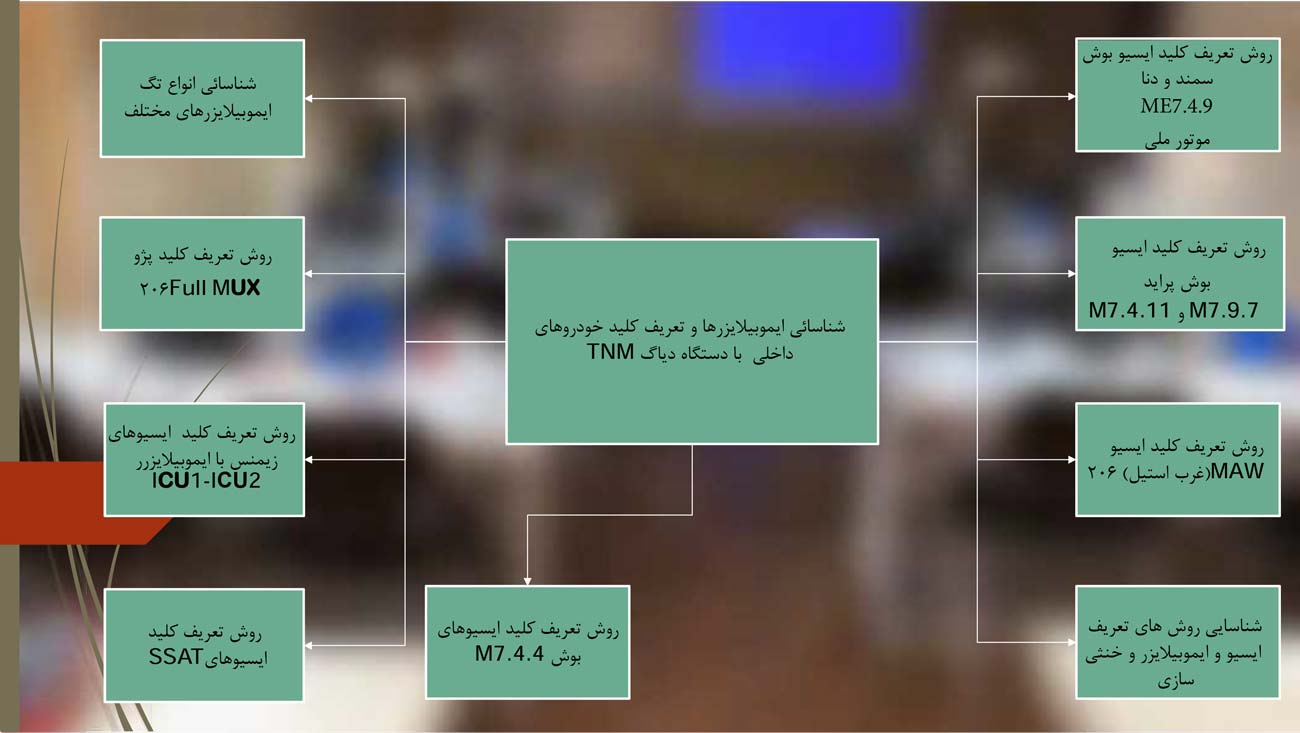 روش تعریف کلید ایسیو بوش
سمند و دنا
ME7.4.9
موتور ملی
روش تعریف کلید ایسیو
بوش پراید
M7.9.7 و M7.4.11
روش تعریف کلید ایسیو
MAW(غرب استیل) ۲۰۶
شناسایی روش های تعریف
ایسیو و ایموبیلایزر و خنثی
سازی
شناسائی ایموبیلایزرها و تعریف کلید خودروهای
داخلی با دستگاه دیاگ TNM
روش تعریف کلید ایسیوهای
بوش M7.4.4
شناسائی انواع تگ
ایموبیلایزرهای مختلف
روش تعریف کلید پژو
۲۰۶Full MUX
روش تعریف کلید ایسیوهای
زیمنس با ایموبیلایزرر
ICU1-ICU2
روش تعریف کلید
ایسیوهایSSAT